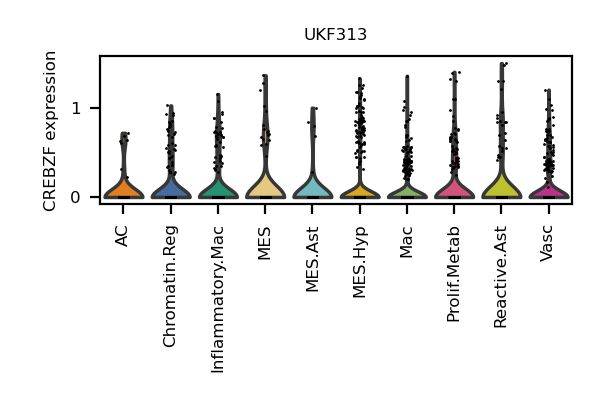 UKF313
CREBZF expression
1
0
AC
Chromatin.Reg
Inflammatory.Mac
MES
MES.Ast
MES.Hyp
Mac
Prolif.Metab
Reactive.Ast
Vasc